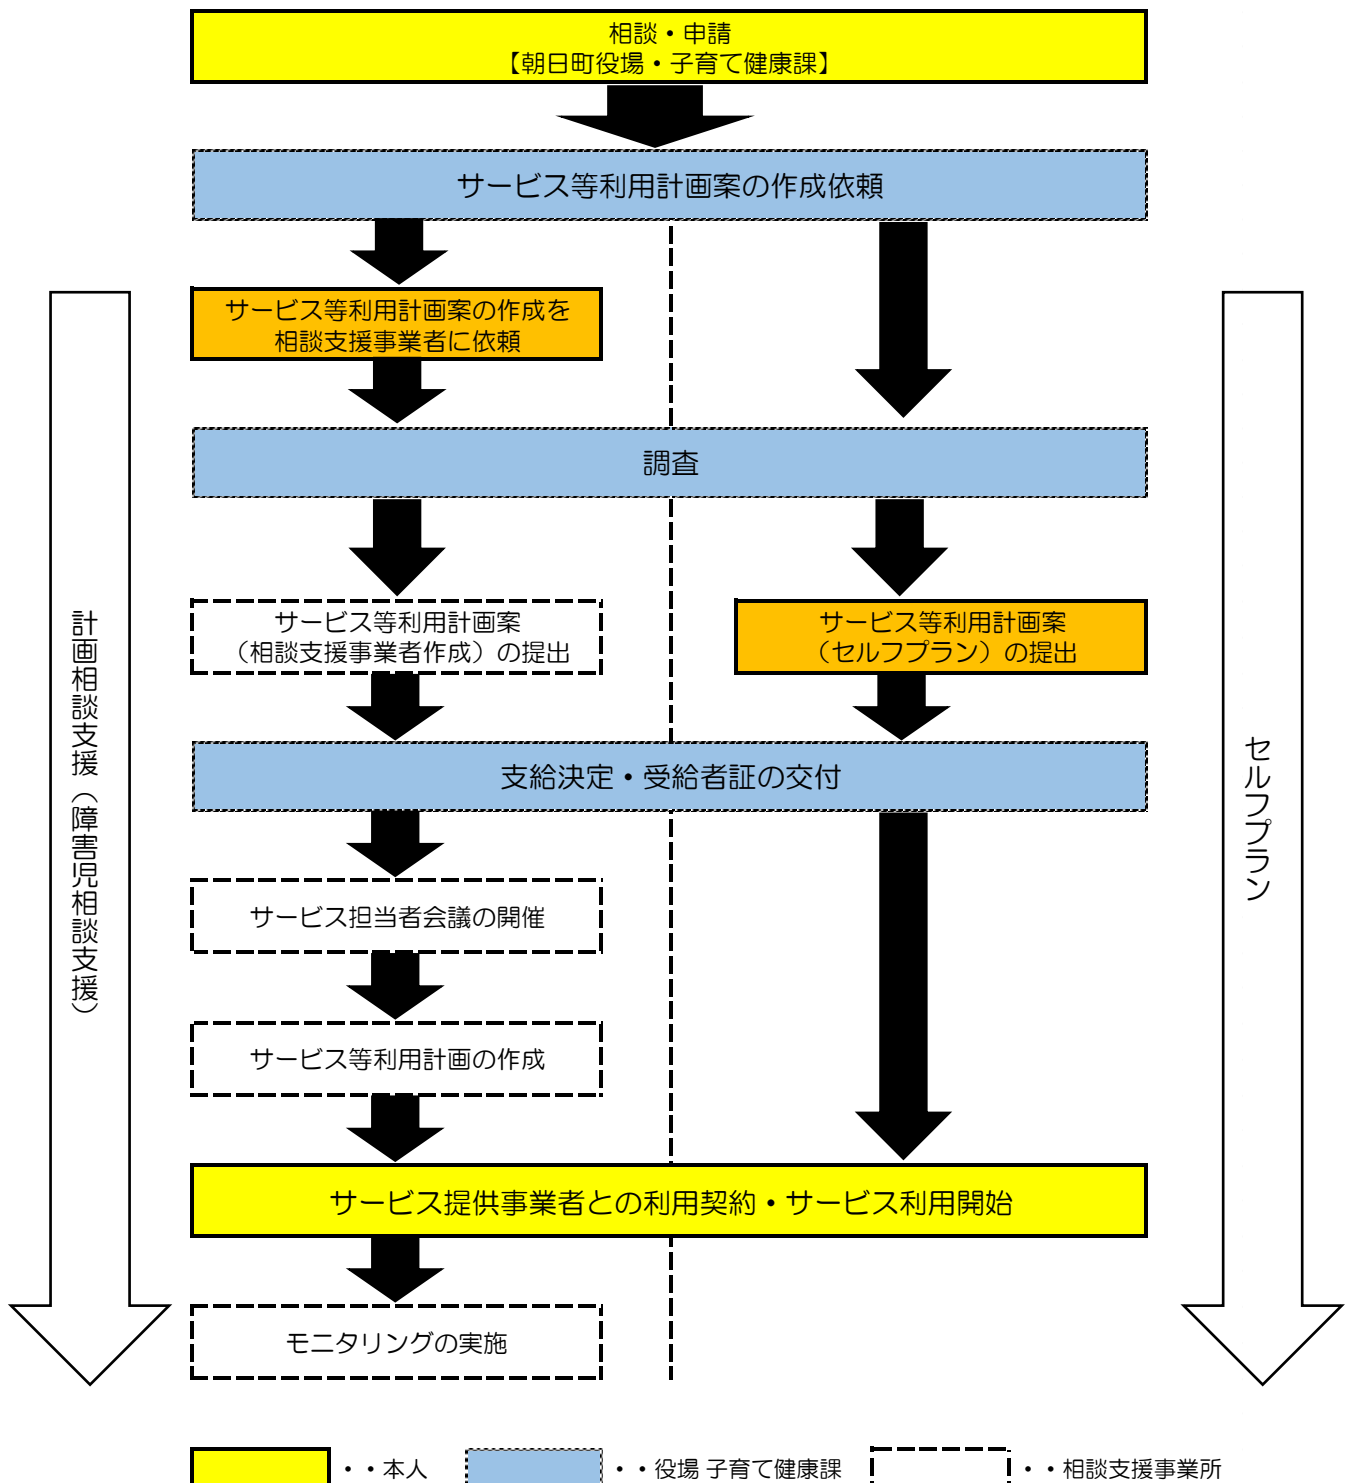 相談・申請
【朝日町役場・子育て健康課】
サービス等利用計画案の作成依頼
サービス等利用計画案の作成を
相談支援事業者に依頼
調査
サービス等利用計画案
（相談支援事業者作成）の提出
サービス等利用計画案
（セルフプラン）の提出
支給決定・受給者証の交付
サービス担当者会議の開催
サービス等利用計画の作成
サービス提供事業者との利用契約・サービス利用開始
モニタリングの実施
計画相談支援（障害児相談支援）
セルフプラン
・・本人
・・役場 子育て健康課
・・相談支援事業所